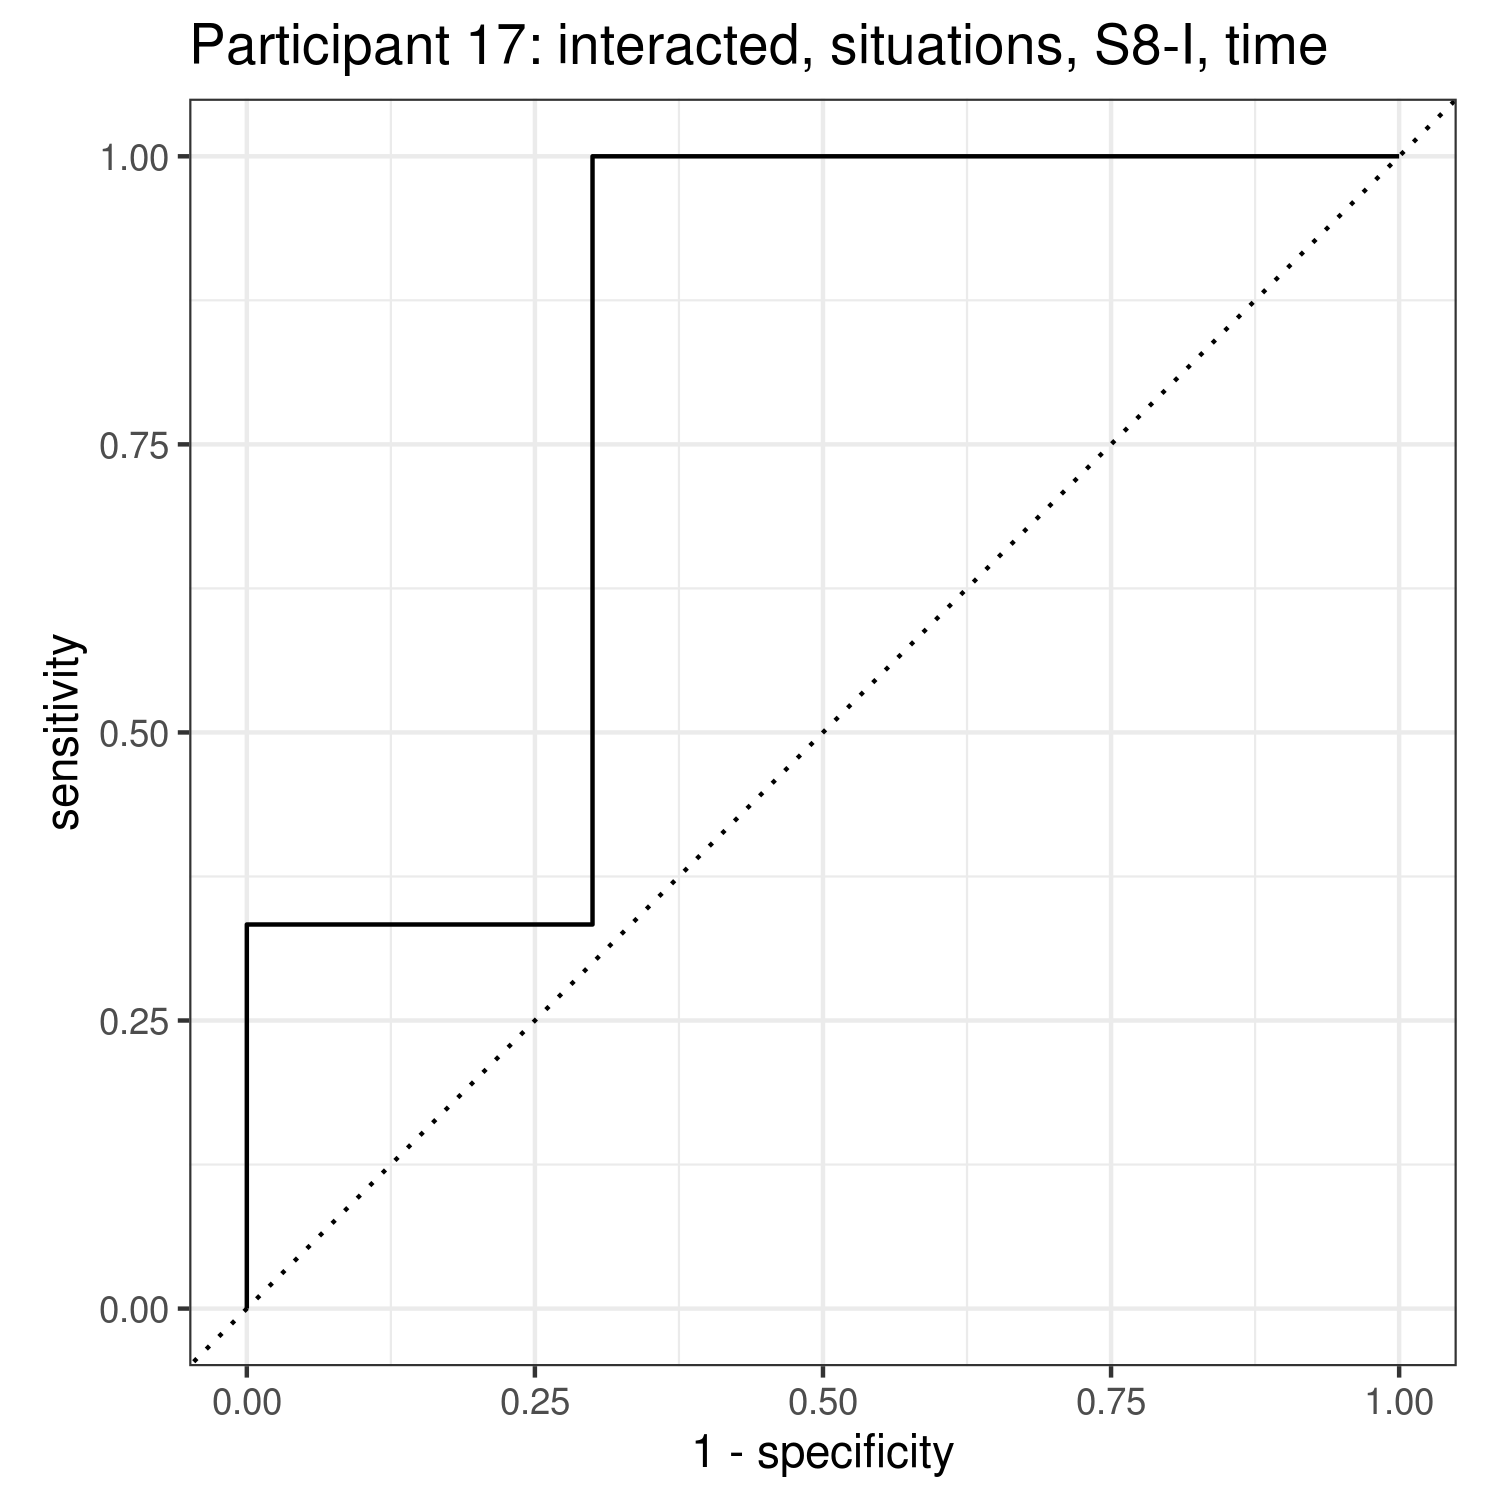 Participant 17: interacted, situations, S8-I, time
1.00
0.75
0.50
0.25
0.00
sensitivity
0.00 0.25 0.50 0.75 1.00
1 - specificity